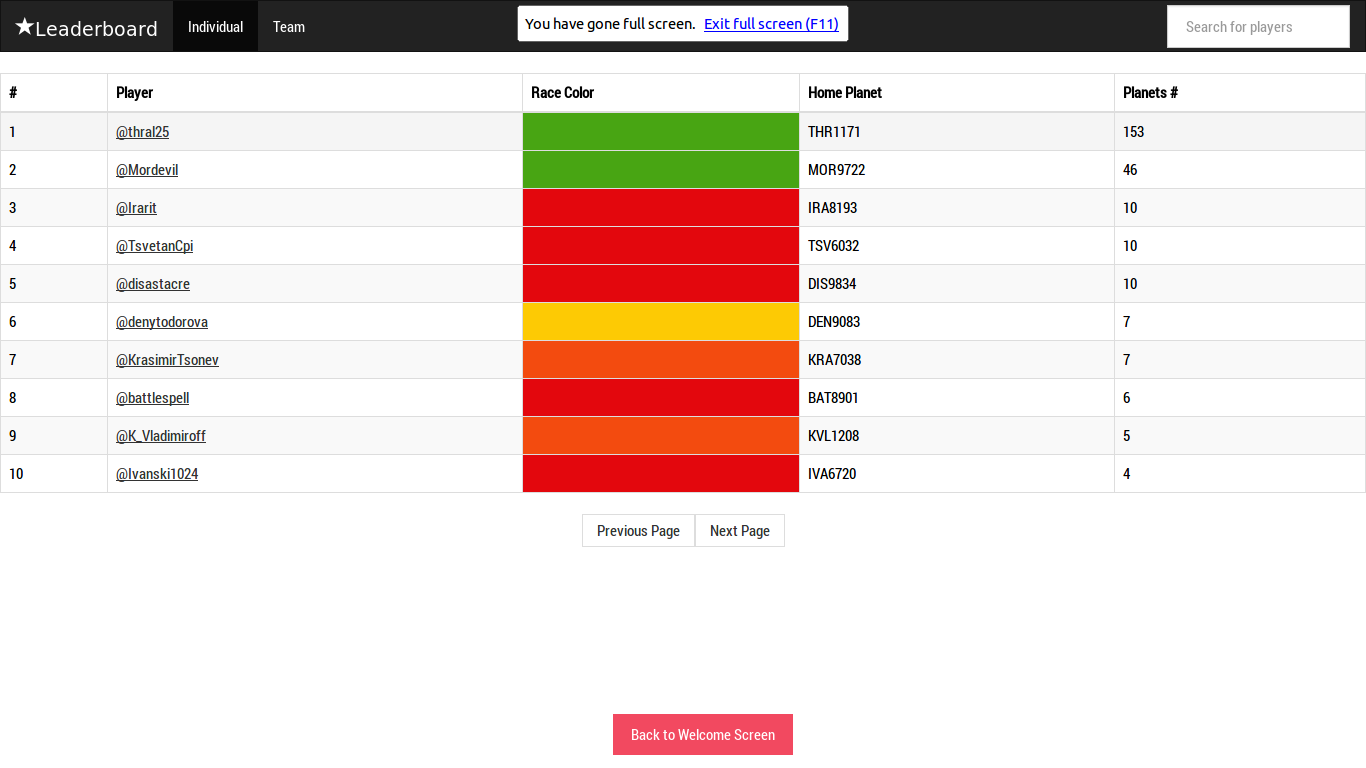 ★Leaderboard Individual Team You have gone full screen. Exit full screen (F11) Search for players
# Player Race Color Home Planet Planets #
1 @thral25 THR1171 153
2 @Mordevil MOR9722 46
3 @Irarit IRA8193 10
4 @TsvetanCpi TSV6032 10
5 @disastacre DIS9834 10
6 @denytodorova DEN9083 7
7 @KrasimirTsonev KRA7038 7
8 @battlespell BAT8901 6
9 @K_Vladimiroff KVL1208 5
10 @Ivanski1024 IVA6720 4
Previous Page Next Page
Back to Welcome Screen